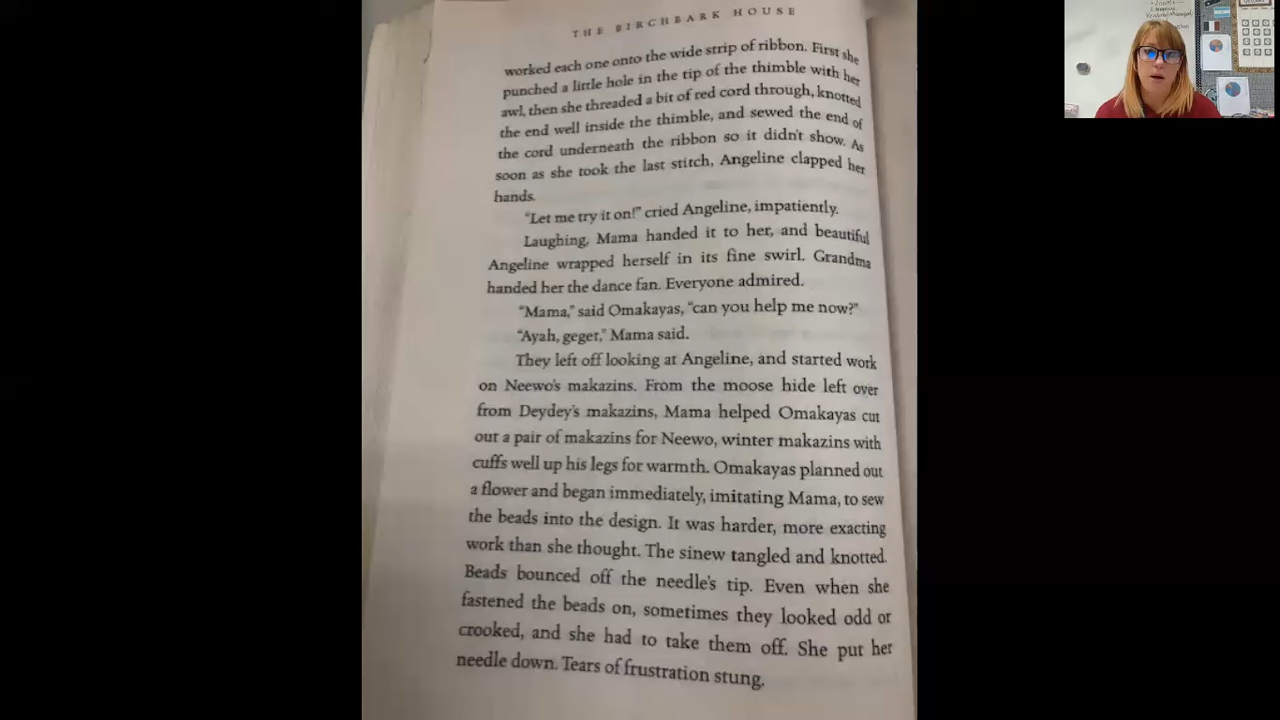 THE BIRCHBARK HOUSE
worked each one onto the wide strip of ribbon. First she
punched a little hole in the tip of the thimble with her
awl, then she threaded a bit of red cord through, knotted
the end well inside the thimble, and sewed the end of
the cord underneath the ribbon so it didn't show. As
soon as she took the last stitch, Angeline clapped her
hands.
"Let me try it on!" cried Angeline, impatiently.
Laughing, Mama handed it to her, and beautiful
Angeline wrapped herself in its fine swirl. Grandma
handed her the dance fan. Everyone admired.
"Mama," said Omakayas, "can you help me now?"
"Ayah, geget," Mama said.
They left off looking at Angeline, and started work
on Neewo's makazins. From the moose hide left over
from Deydey's makazins, Mama helped Omakayas cut
out a pair of makazins for Neewo, winter makazins with
cuffs well up his legs for warmth. Omakayas planned out
a flower and began immediately, imitating Mama, to sew
the beads into the design. It was harder, more exacting
work than she thought. The sinew tangled and knotted.
Beads bounced off the needle's tip. Even when she
fastened the beads on, sometimes they looked odd or
crooked, and she had to take them off. She put her
needle down. Tears of frustration stung.